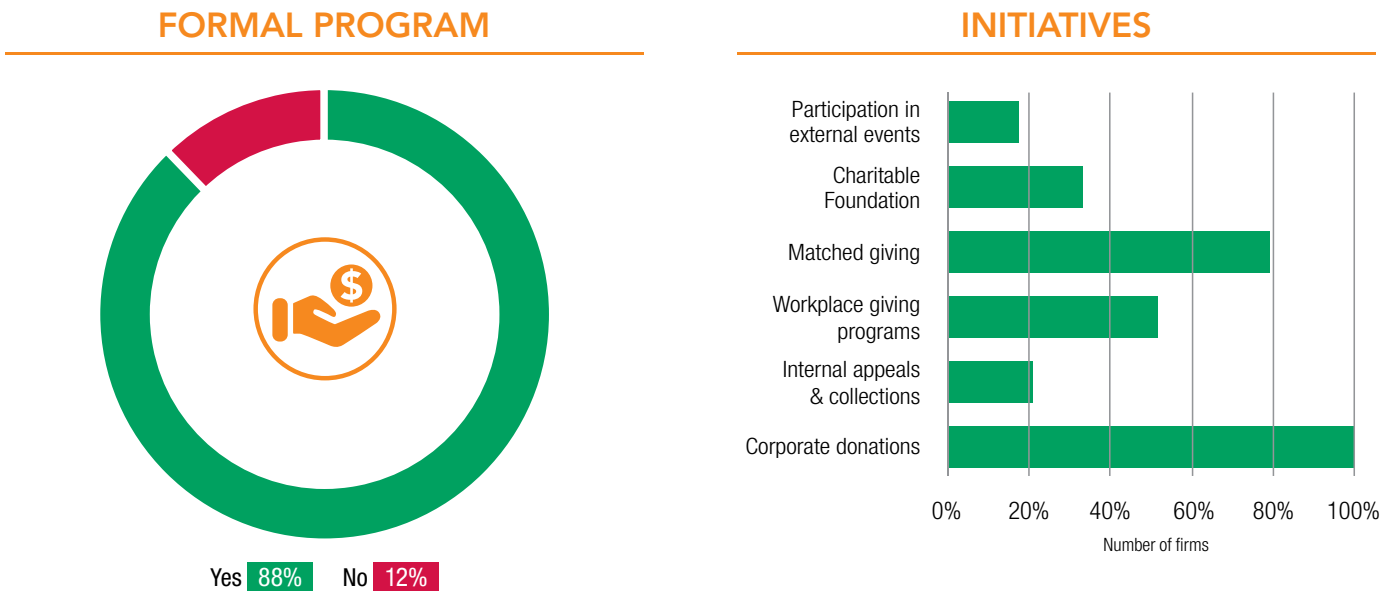 FORMAL PROGRAM
$
Yes 88% No 12%
INITIATIVES
Participation in
external events
Charitable
Foundation
Matched giving
Workplace giving
programs
Internal appeals
& collections
Corporate donations
0% 20% 40% 60% 80% 100%
Number of firms